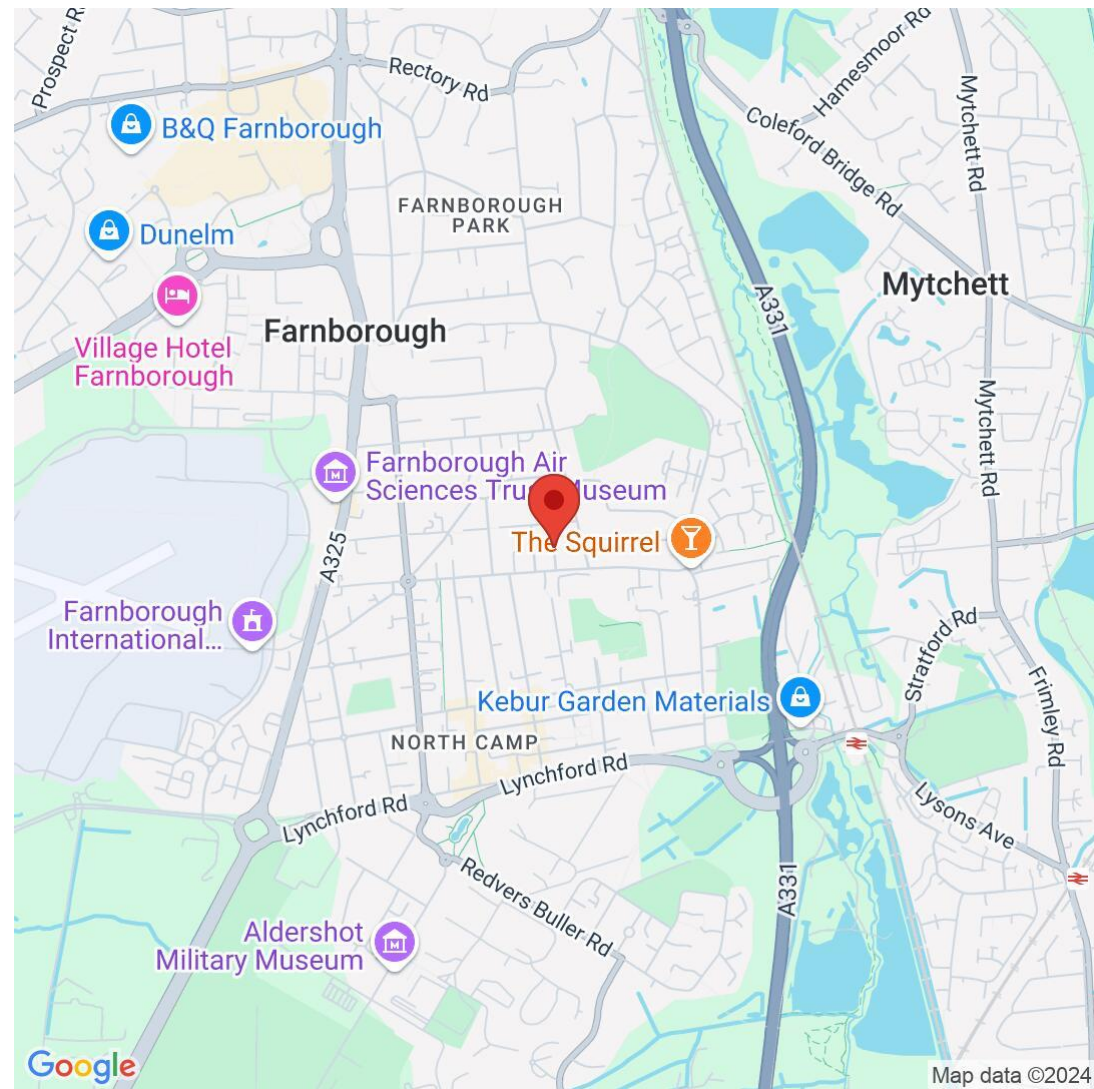 Prospect R
Rectory Rd
Hamesmoor Rd
Coleford Bridge Rd
Mytchett Rd
B&Q Farnborough
FARNBOROUGH
PARK
Dunelm
Mytchett
A331
Village Hotel
Farnborough
Farnborough
Mytchett Rd
Farnborough Air
Sciences Trust Museum
The Squirrel
A325
Farnborough
International...
Stratford Rd
Frimley Rd
Kebur Garden Materials
NORTH CAMP
Lynchford Rd
Lynchford Rd
Lysons Ave
Redvers Buller Rd
A331
Aldershot
Military Museum
Google
Map data ©2024